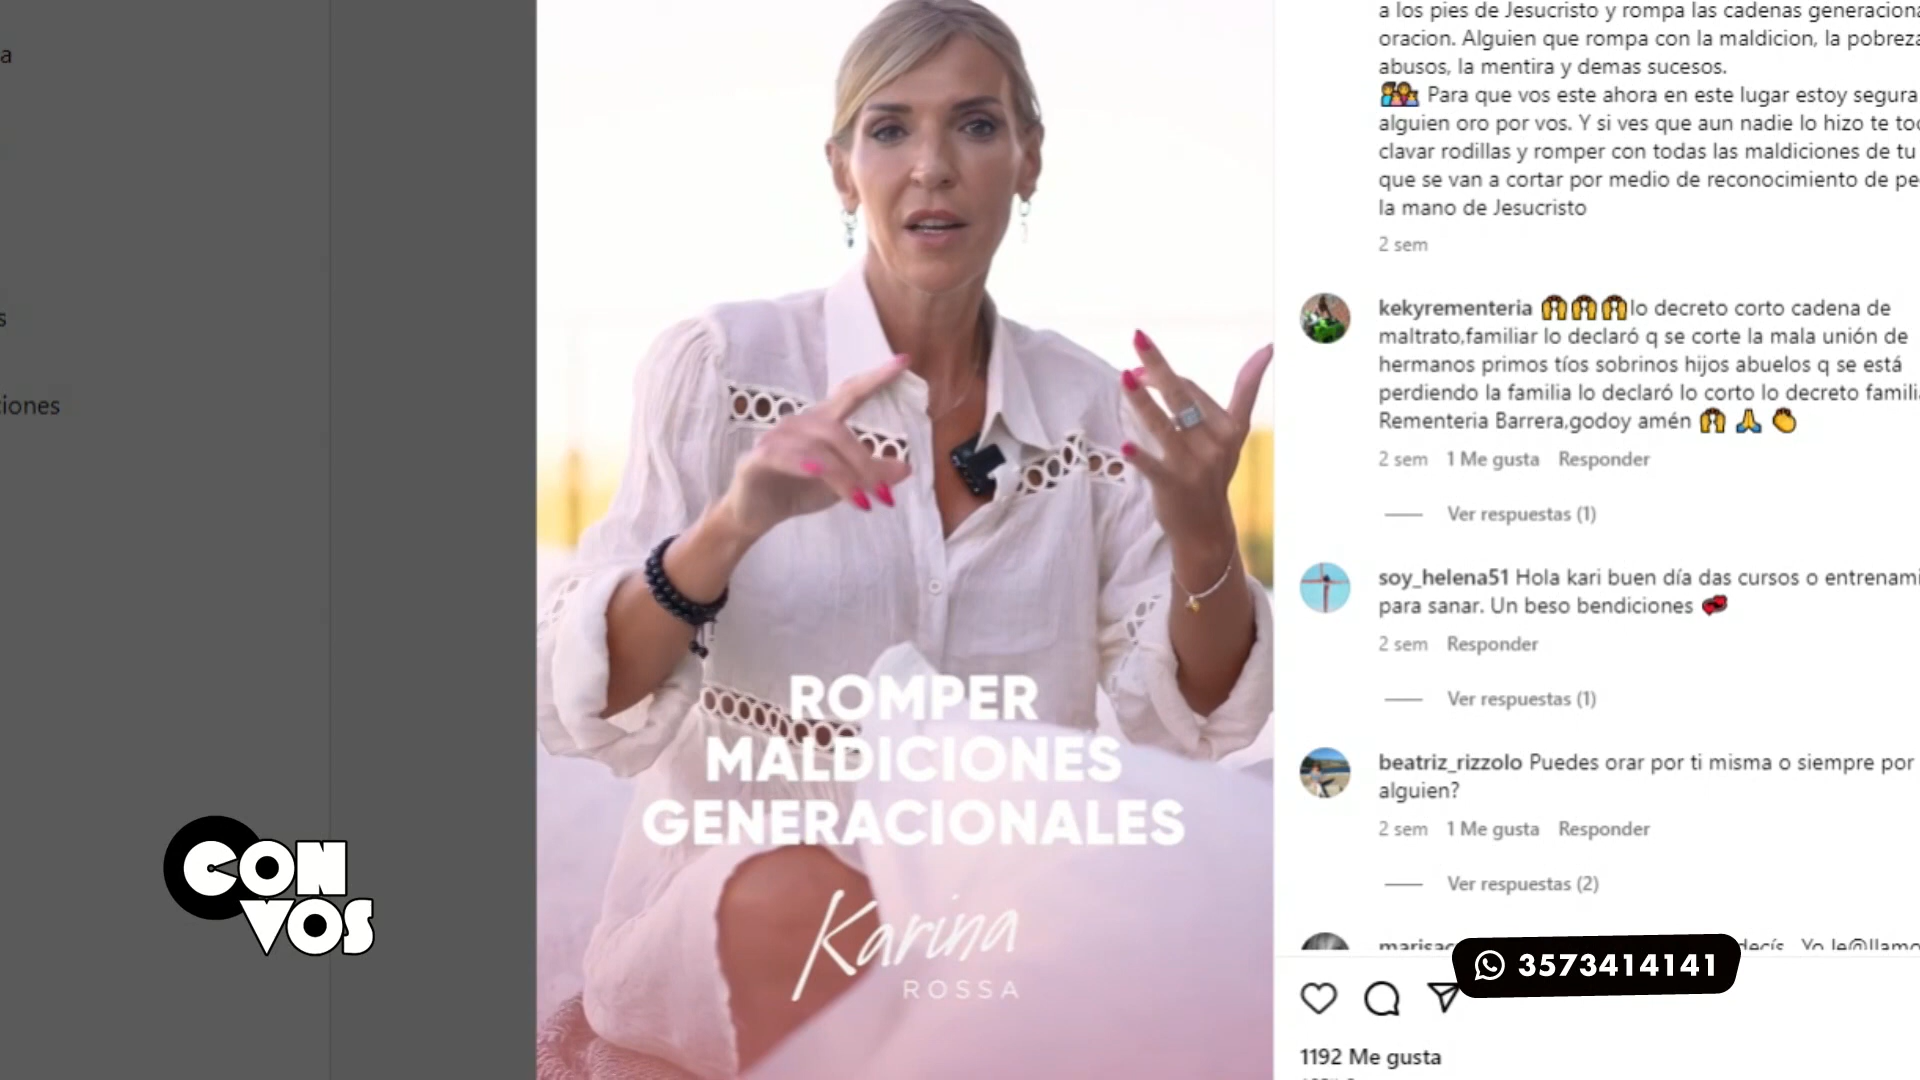 a
s
ciones
CON
VOS
ROMPER
MALDICIONES
GENERACIONALES
Karina
ROSSA
a los pies de Jesucristo y rompa las cadenas
oracion. Alguien que rompa con la maldicion, la
abusos, la mentira y demas sucesos.
Para que vos este ahora en este lugar estoy segura
alguien oro por vos. Y si ves que aun nadie lo hizo te
clavar rodillas y romper con todas las maldiciones de tu
que se van a cortar por medio de reconocimiento de
la mano de Jesucristo
2 sem
kekyrementeria 🙌🙌🙌lo decreto corto cadena de
maltrato,familiar lo declaró q se corte la mala unión de
hermanos primos tíos sobrinos hijos abuelos q se está
perdiendo la familia lo declaró lo corto lo decreto
Rementeria Barrera,godoy amén 🙌 🙏 👏
2 sem 1 Me gusta Responder
Ver respuestas (1)
soy_helena51 Hola kari buen día das cursos o
para sanar. Un beso bendiciones 💞
2 sem Responder
Ver respuestas (1)
beatriz_rizzolo Puedes orar por ti misma o siempre por
alguien?
2 sem 1 Me gusta Responder
Ver respuestas (2)
3573414141
1192 Me gusta